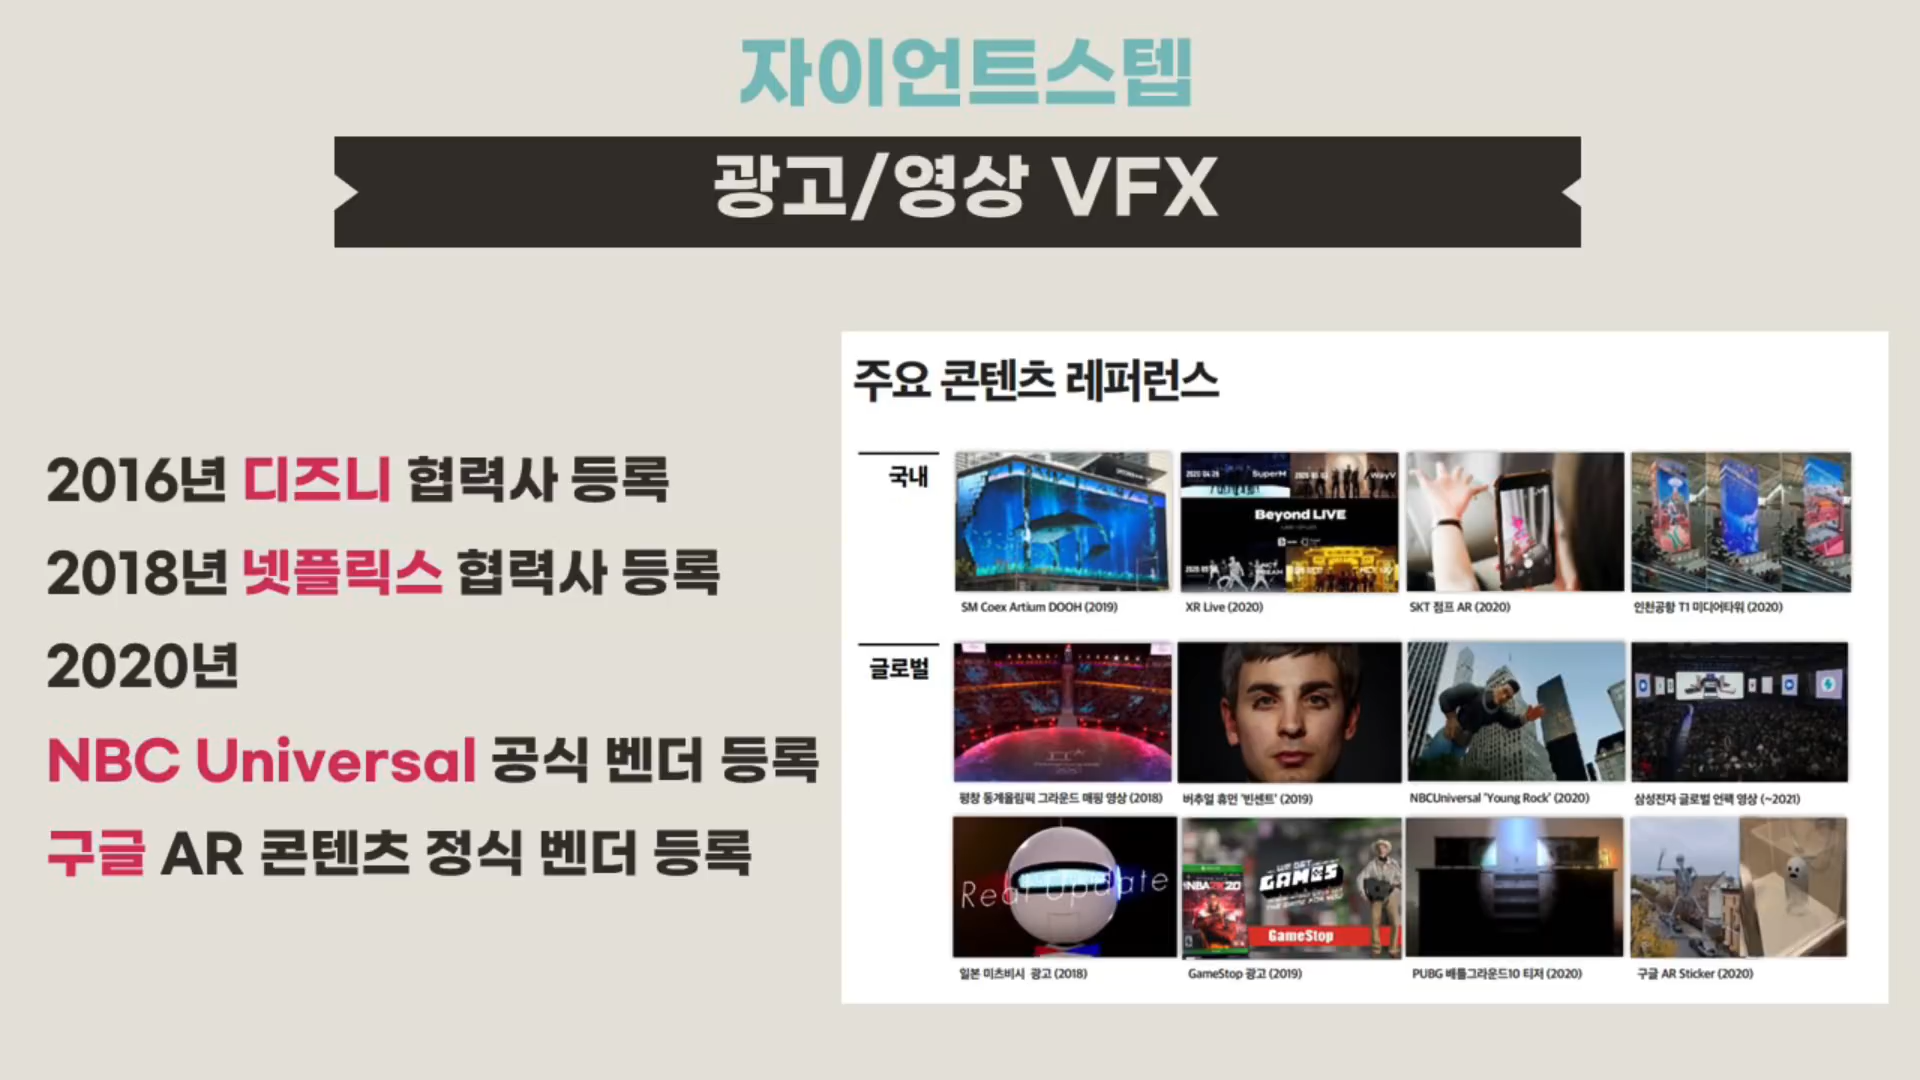 자이언트스텝
광고/영상 VFX
2016년 디즈니 협력사 등록
2018년 넷플릭스 협력사 등록
2020년
NBC Universal 공식 벤더 등록
구글 AR 콘텐츠 정식 벤더 등록
주요 콘텐츠 레퍼런스
국내
SuperM
WayV
Beyond LIVE
SM Coex Artium DOOH (2019)
XR Live (2020)
SKT 점프 AR (2020)
인천공항 T1 미디어타워 (2020)
글로벌
평창 동계올림픽 그라운드 매핑 영상 (2018)
버추얼 휴먼 '빈센트' (2019)
NBCUniversal 'Young Rock' (2020)
삼성전자 글로벌 언팩 영상 (~2021)
Real Update
NBA2K20
WE GET
GAMES
GameStop
일본 미츠비시 광고 (2018)
GameStop 광고 (2019)
PUBG 배틀그라운드10 티저 (2020)
구글 AR Sticker (2020)